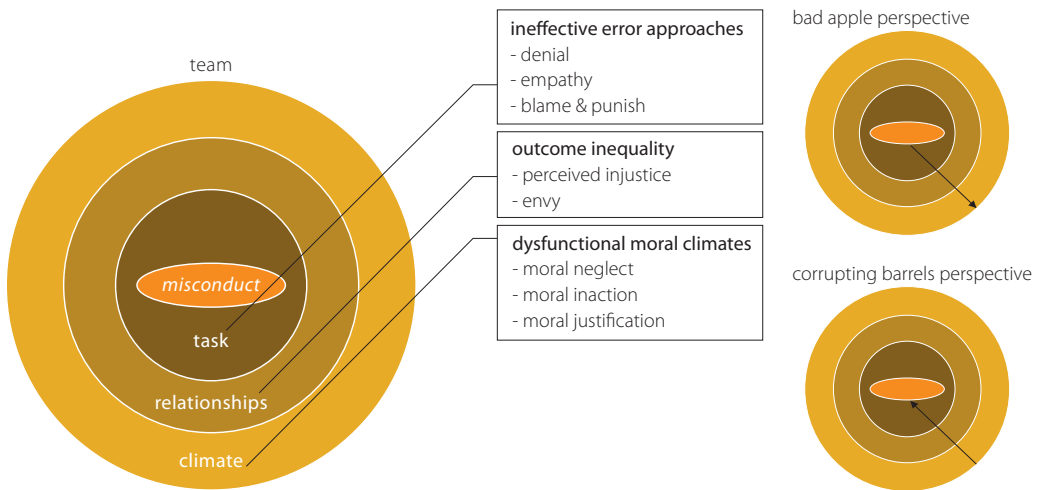 team
misconduct
task
relationships
climate
ineffective error approaches
- denial
- empathy
- blame & punish
outcome inequality
- perceived injustice
- envy
dysfunctional moral climates
- moral neglect
- moral inaction
- moral justification
bad apple perspective
corrupting barrels perspective